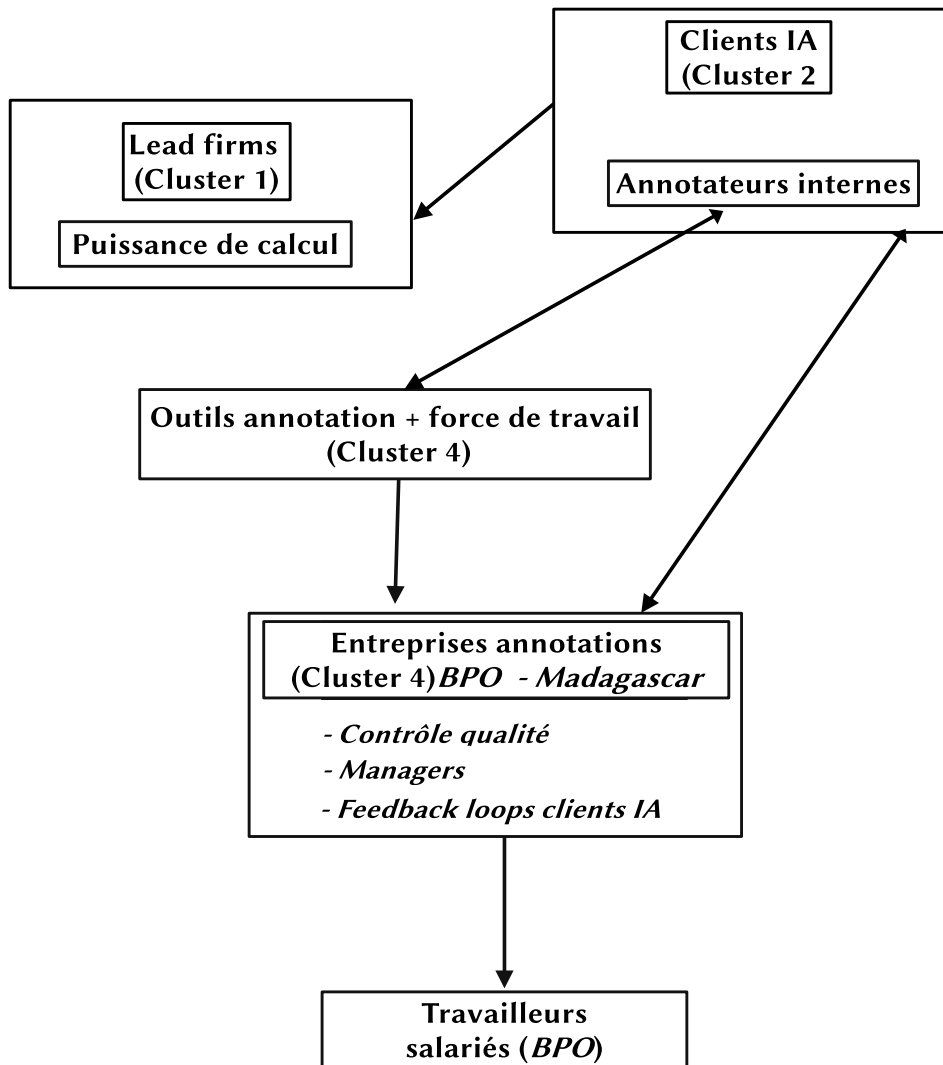 Clients IA
(Cluster 2
Lead firms
(Cluster 1)
Annotateurs internes
Puissance de calcul
Outils annotation + force de travail
(Cluster 4)
Entreprises annotations
(Cluster 4)BPO - Madagascar
- Contrôle qualité
- Managers
- Feedback loops clients IA
Travailleurs
salariés (BPO)